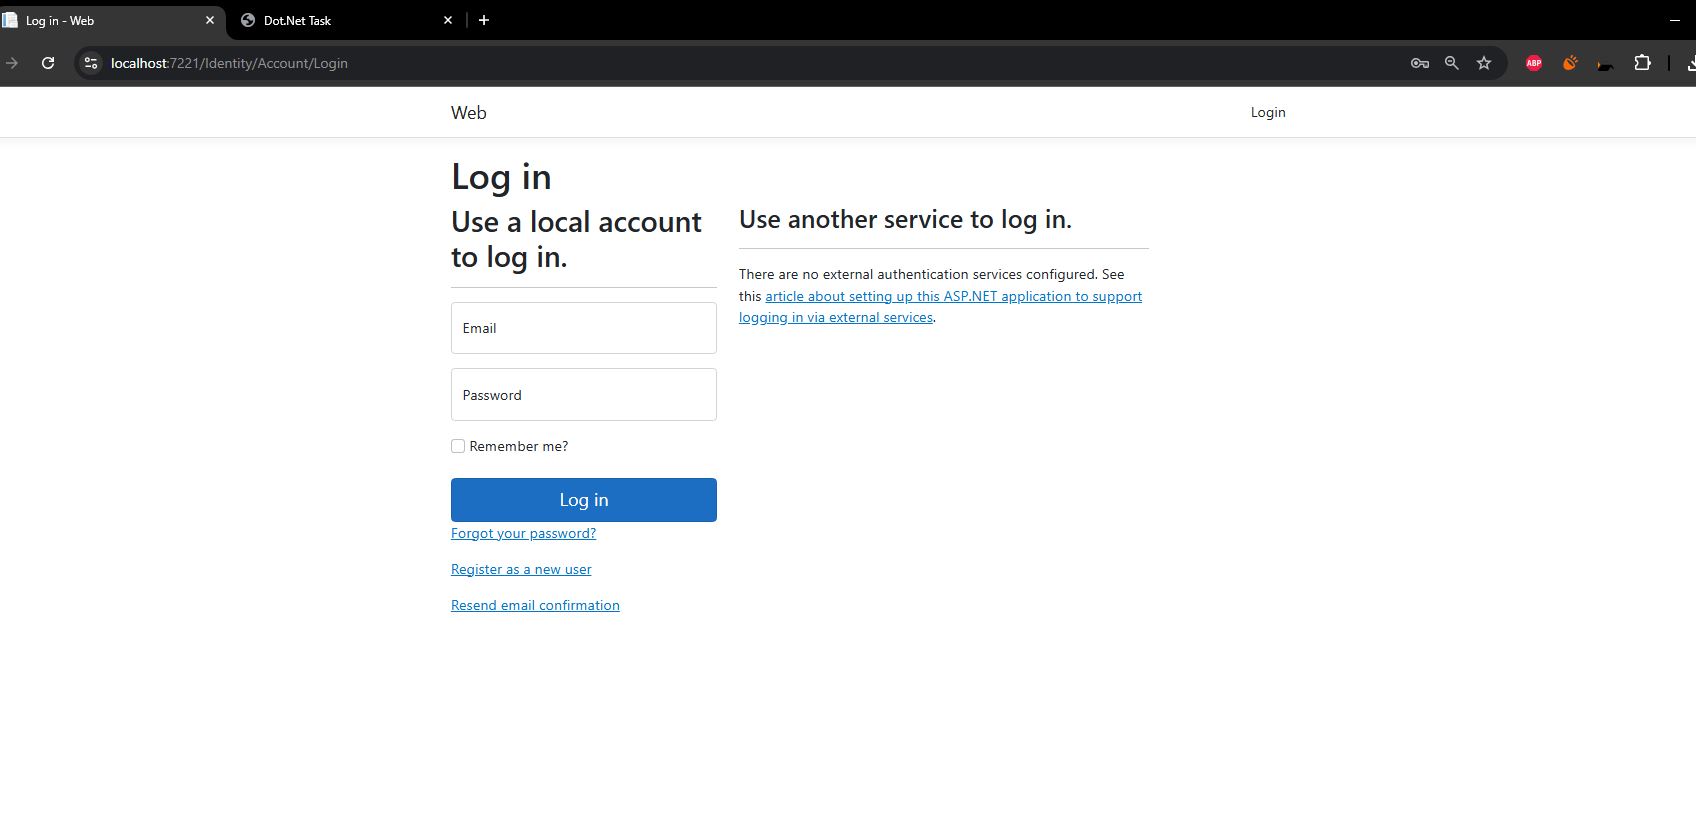 Log in - Web
Dot.Net Task
localhost:7221/Identity/Account/Login
ABP
Web
Login
Log in
Use a local account
to log in.
Email
Password
Remember me?
Log in
Forgot your password?
Register as a new user
Resend email confirmation
Use another service to log in.
There are no external authentication services configured. See
this article about setting up this ASP.NET application to support
logging in via external services.